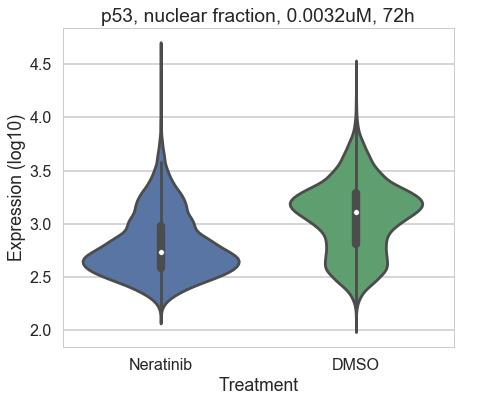 p53, nuclear fraction, 0.0032uM, 72h
Expression (log10)
4.5
4.0
3.5
3.0
2.5
2.0
Neratinib DMSO
Treatment